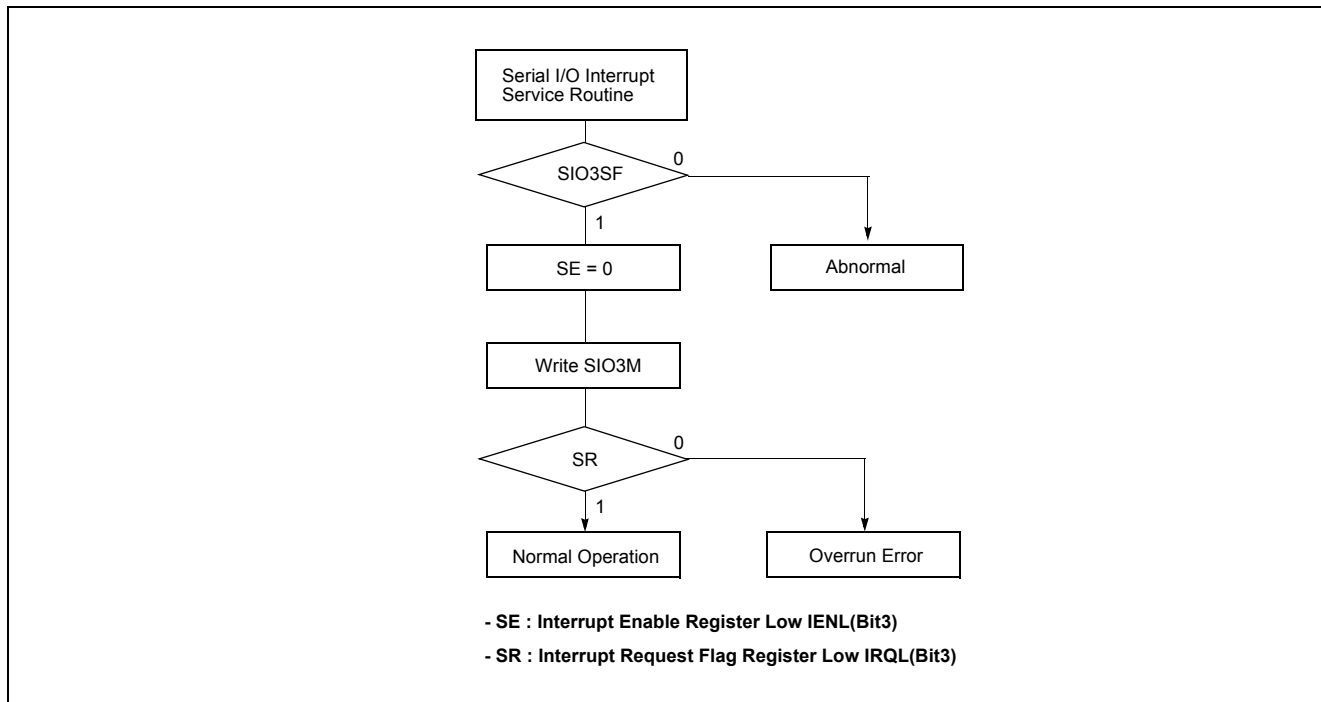 Serial I/O Interrupt
Service Routine
SIO3SF
0
1
SE = 0
Abnormal
Write SIO3M
SR
0
1
Normal Operation
Overrun Error
- SE : Interrupt Enable Register Low IENL(Bit3)
- SR : Interrupt Request Flag Register Low IRQL(Bit3)